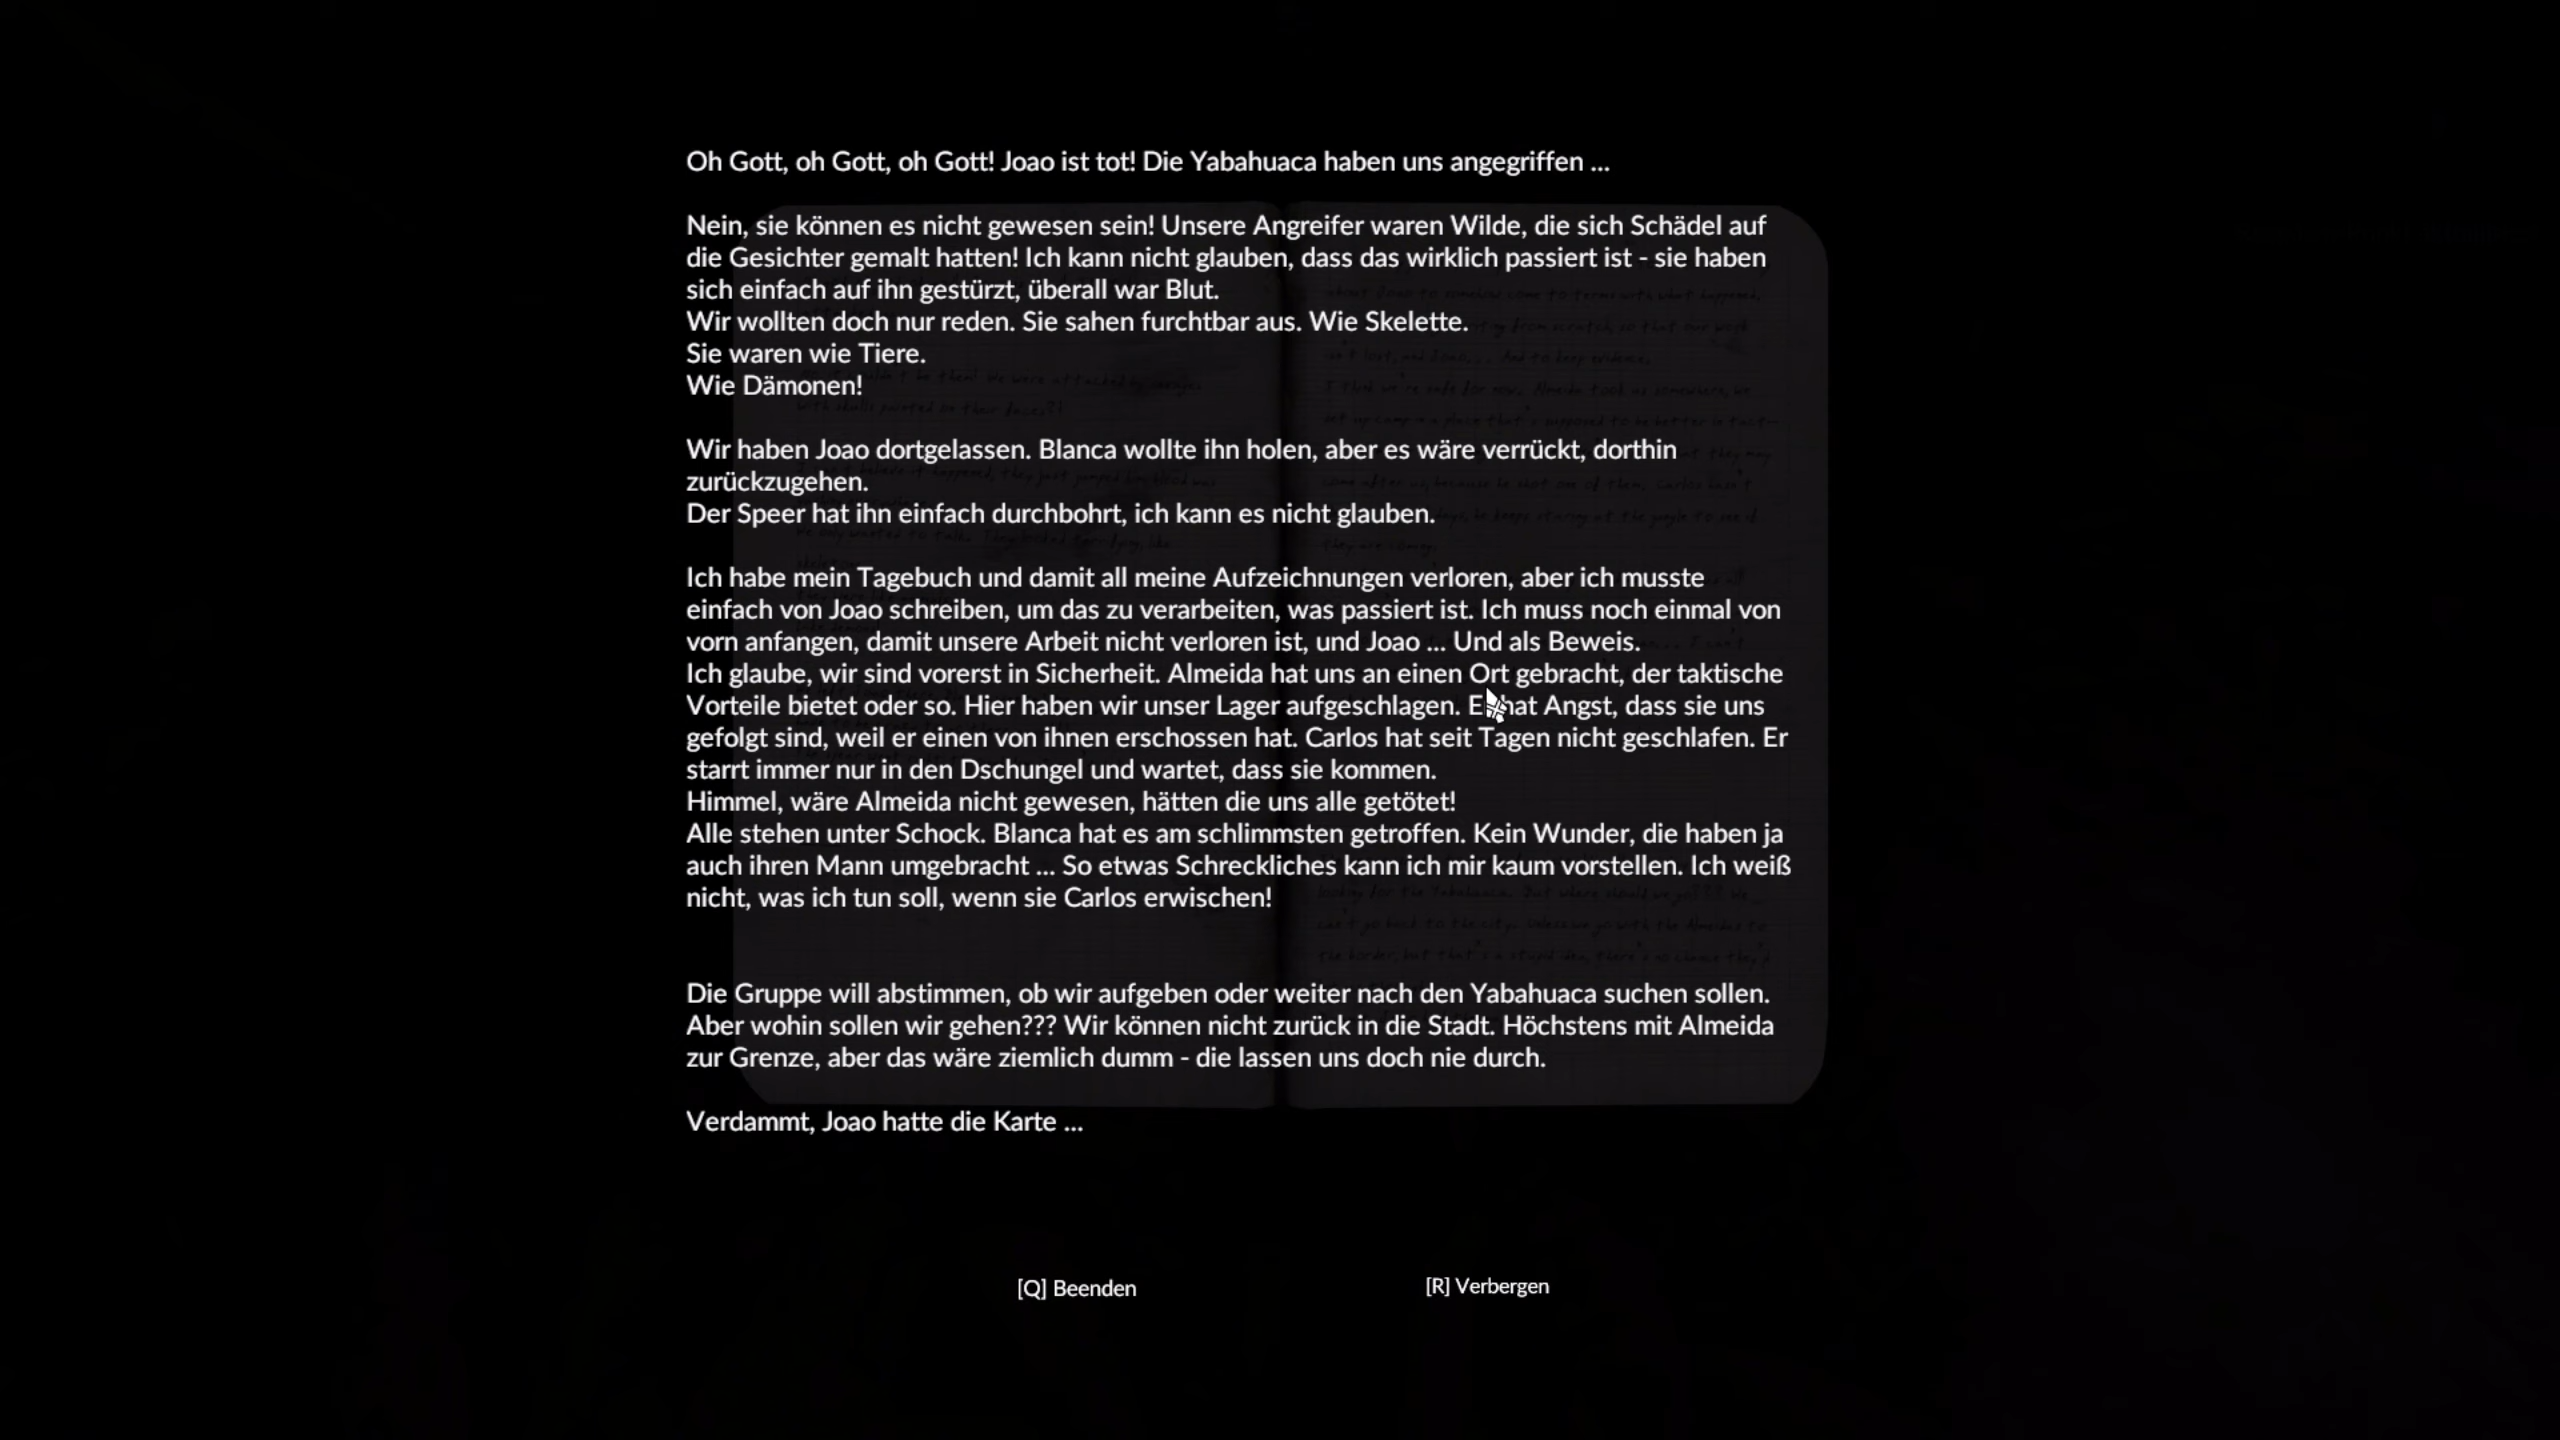 Oh Gott, oh Gott, oh Gott! Joao ist tot! Die Yabahuaca haben uns angegriffen ...
Nein, sie können es nicht gewesen sein! Unsere Angreifer waren Wilde, die sich Schädel auf
die Gesichter gemalt hatten! Ich kann nicht glauben, dass das wirklich passiert ist - sie haben
sich einfach auf ihn gestürzt, überall war Blut.
Wir wollten doch nur reden. Sie sahen furchtbar aus. Wie Skelette.
Sie waren wie Tiere.
Wie Dämonen!
Wir haben Joao dortgelassen. Blanca wollte ihn holen, aber es wäre verrückt, dorthin
zurückzugehen.
Der Speer hat ihn einfach durchbohrt, ich kann es nicht glauben.
Ich habe mein Tagebuch und damit all meine Aufzeichnungen verloren, aber ich musste
einfach von Joao schreiben, um das zu verarbeiten, was passiert ist. Ich muss noch einmal von
vorn anfangen, damit unsere Arbeit nicht verloren ist, und Joao ... Und als Beweis.
Ich glaube, wir sind vorerst in Sicherheit. Almeida hat uns an einen Ort gebracht, der taktische
Vorteile bietet oder so. Hier haben wir unser Lager aufgeschlagen. Er hat Angst, dass sie uns
gefolgt sind, weil er einen von ihnen erschossen hat. Carlos hat seit Tagen nicht geschlafen. Er
starrt immer nur in den Dschungel und wartet, dass sie kommen.
Himmel, wäre Almeida nicht gewesen, hätten die uns alle getötet!
Alle stehen unter Schock. Blanca hat es am schlimmsten getroffen. Kein Wunder, die haben ja
auch ihren Mann umgebracht ... So etwas Schreckliches kann ich mir kaum vorstellen. Ich weiß
nicht, was ich tun soll, wenn sie Carlos erwischen!
Die Gruppe will abstimmen, ob wir aufgeben oder weiter nach den Yabahuaca suchen sollen.
Aber wohin sollen wir gehen??? Wir können nicht zurück in die Stadt. Höchstens mit Almeida
zur Grenze, aber das wäre ziemlich dumm - die lassen uns doch nie durch.
Verdammt, Joao hatte die Karte ...
[Q] Beenden
[R] Verbergen